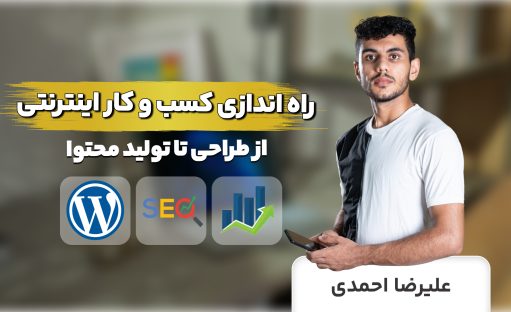 راه اندازی کسب و کار اینترنتی
از طراحی تا تولید محتوا
SEO
علیرضا احمدی